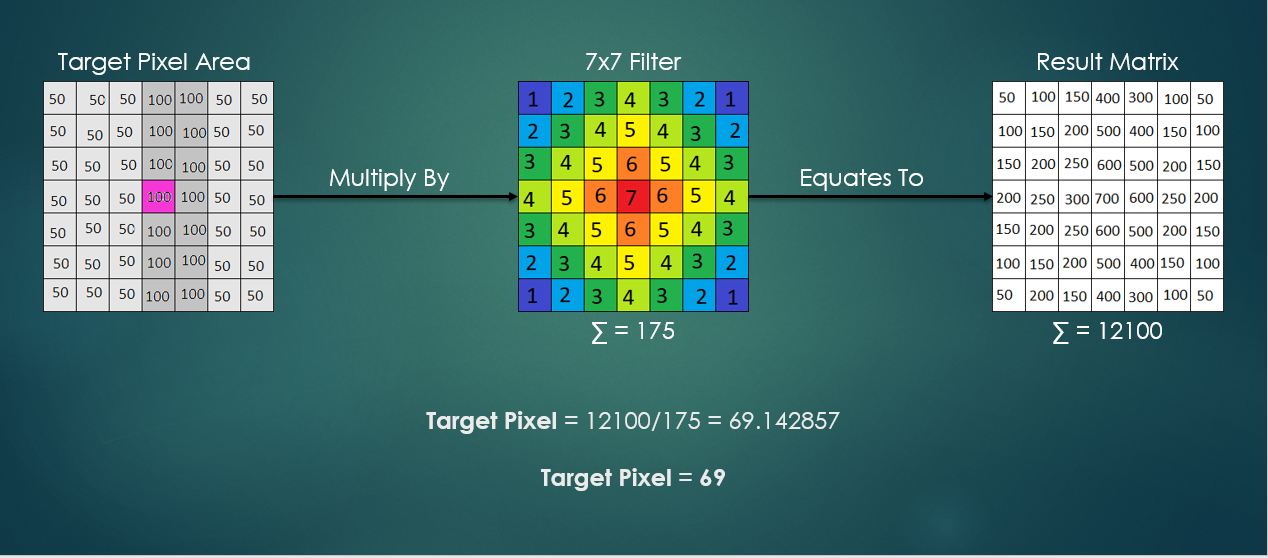 Target Pixel Area
7x7 Filter
Result Matrix
50 50 50 100 100 50 50
1 2 3 4 3 2 1
50 100 150 400 300 100 50
50 50 50 100 100 50 50
2 3 4 5 4 3 2
100 150 200 500 400 150 100
50 50 50 100 100 50 50
3 4 5 6 5 4 3
150 200 250 600 500 200 150
Multiply By
Equates To
50 50 50 100 100 50 50
4 5 6 7 6 5 4
200 250 300 700 600 250 200
50 50 50 100 100 50 50
3 4 5 6 5 4 3
150 200 250 600 500 200 150
50 50 50 100 100 50 50
2 3 4 5 4 3 2
100 150 200 500 400 150 100
50 50 50 100 100 50 50
1 2 3 4 3 2 1
50 200 150 400 300 100 50
∑ = 175
∑ = 12100
Target Pixel = 12100/175 = 69.142857
Target Pixel = 69